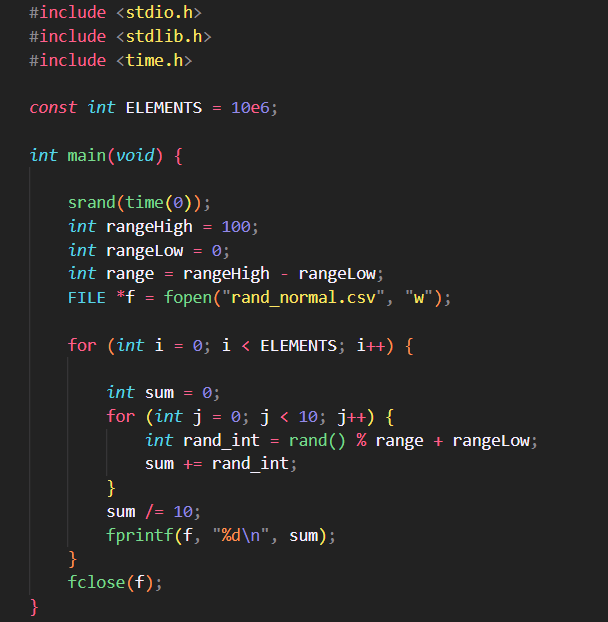 #include <stdio.h>
#include <stdlib.h>
#include <time.h>
const int ELEMENTS = 10e6;
int main(void) {
srand(time(0));
int rangeHigh = 100;
int rangeLow = 0;
int range = rangeHigh - rangeLow;
FILE *f = fopen("rand_normal.csv", "w");
for (int i = 0; i < ELEMENTS; i++) {
int sum = 0;
for (int j = 0; j < 10; j++) {
int rand_int = rand() % range + rangeLow;
sum += rand_int;
}
sum /= 10;
fprintf(f, "%d\n", sum);
}
fclose(f);
}